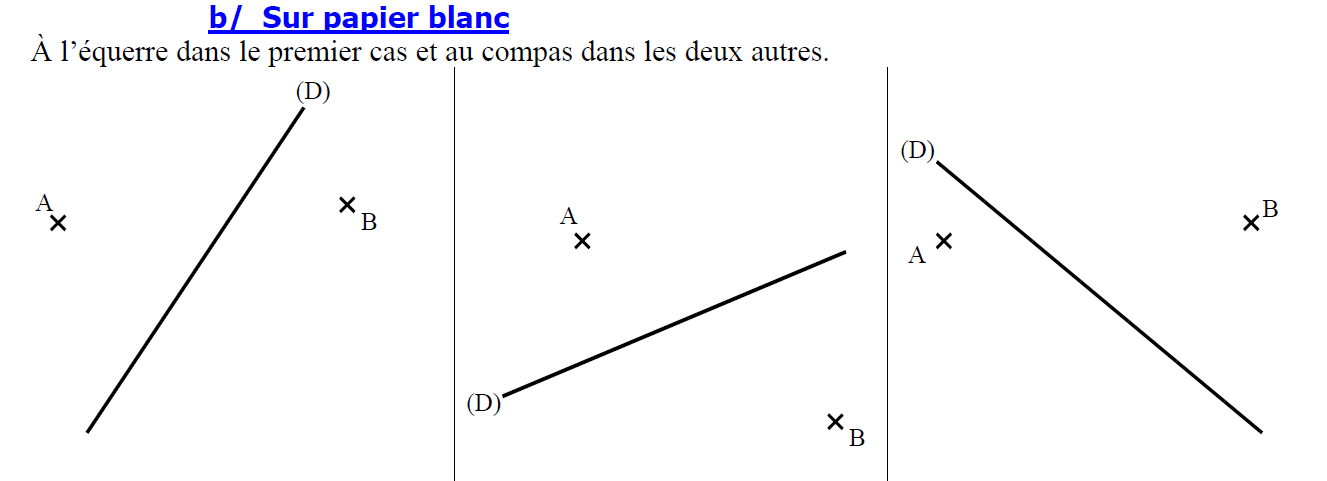 b/ Sur papier blanc
À l’équerre dans le premier cas et au compas dans les deux autres.
(D)
A
B
A
(D)
B
(D)
A
B